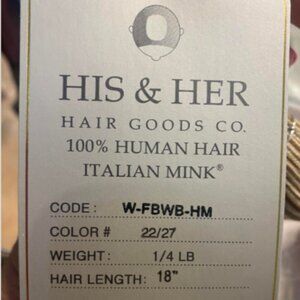 HIS & HER
HAIR GOODS CO.
100% HUMAN HAIR
ITALIAN MINK®
CODE: W-FBWB-HM
COLOR # 22/27
WEIGHT: 1/4 LB
HAIR LENGTH: 18"